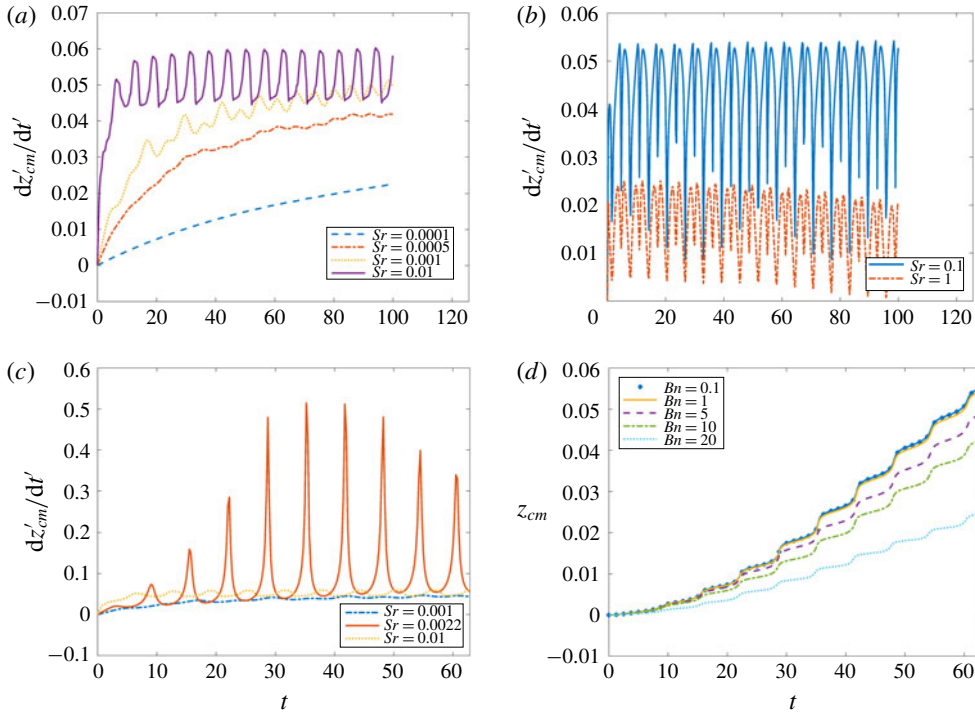 (a)
0.07
0.06
0.05
0.04
0.03
0.02
0.01
0
−0.01
dz′cm/dt′
0 20 40 60 80 100 120
Sr = 0.0001
Sr = 0.0005
Sr = 0.001
Sr = 0.01
(b)
0.06
0.05
0.04
0.03
0.02
0.01
dz′cm/dt′
0 20 40 60 80 100 120
Sr = 0.1
Sr = 1
(c)
0.6
0.5
0.4
0.3
0.2
0.1
0
−0.1
dz′cm/dt′
0 10 20 30 40 50 60
t
Sr = 0.001
Sr = 0.0022
Sr = 0.01
(d)
0.06
0.05
0.04
0.03
0.02
0.01
0
−0.01
zcm
0 10 20 30 40 50 60
t
Bn = 0.1
Bn = 1
Bn = 5
Bn = 10
Bn = 20